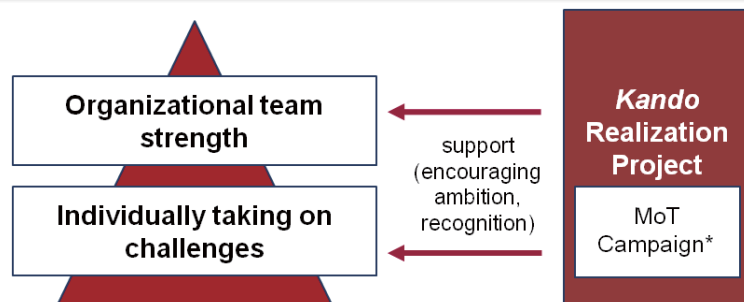 Organizational team
strength
Individually taking on
challenges
support
(encouraging
ambition,
recognition)
Kando
Realization
Project
MoT
Campaign*